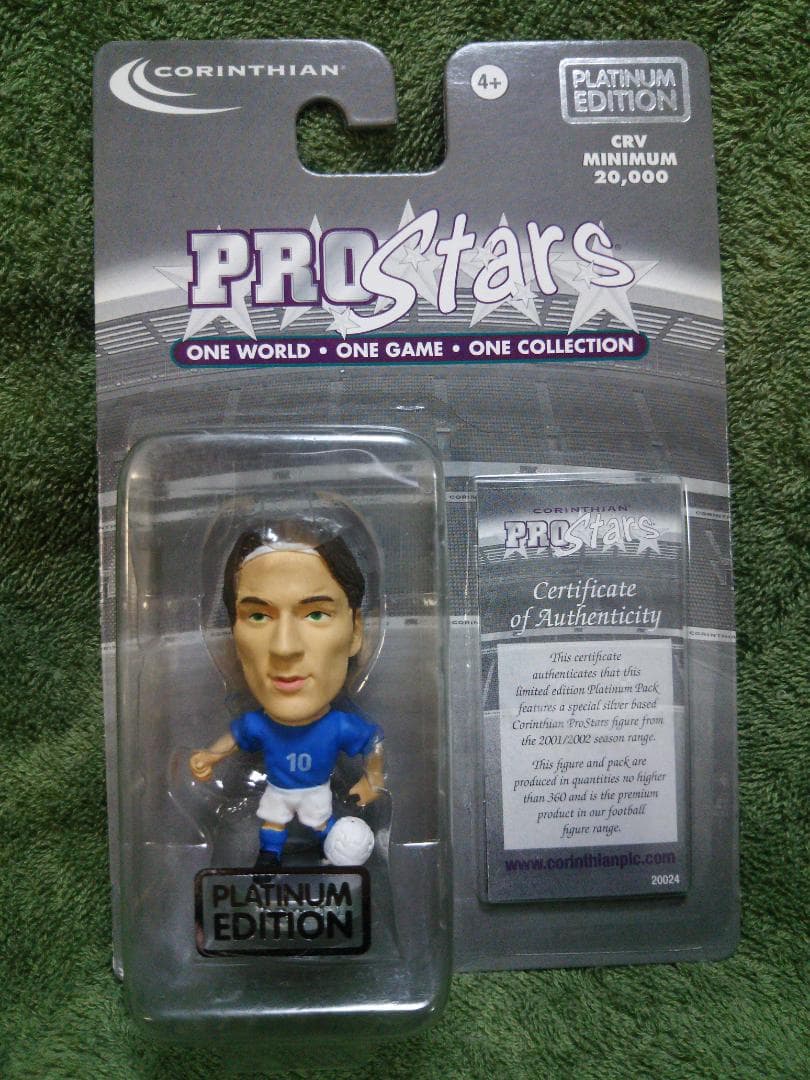 CORINTHIAN
4+
PLATINUM
EDITION
CRV
MINIMUM
20,000
PROStars
ONE WORLD • ONE GAME • ONE COLLECTION
CORINTHIAN
PROStars
Certificate
of Authenticity
This certificate
authenticates that this
limited edition Platinum Pack
features a special silver based
Corinthian ProStars figure from
the 2001/2002 season range.
This figure and pack are
produced in quantities no higher
than 360 and is the premium
product in our football
figure range.
www.corinthianplc.com
20024
10
PLATINUM
EDITION